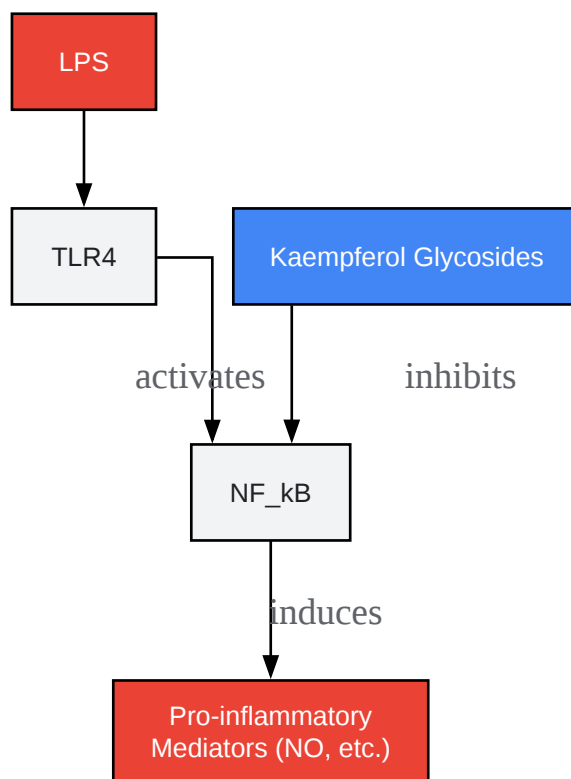 LPS
TLR4
Kaempferol Glycosides
activates
inhibits
NF_kB
induces
Pro-inflammatory
Mediators (NO, etc.)